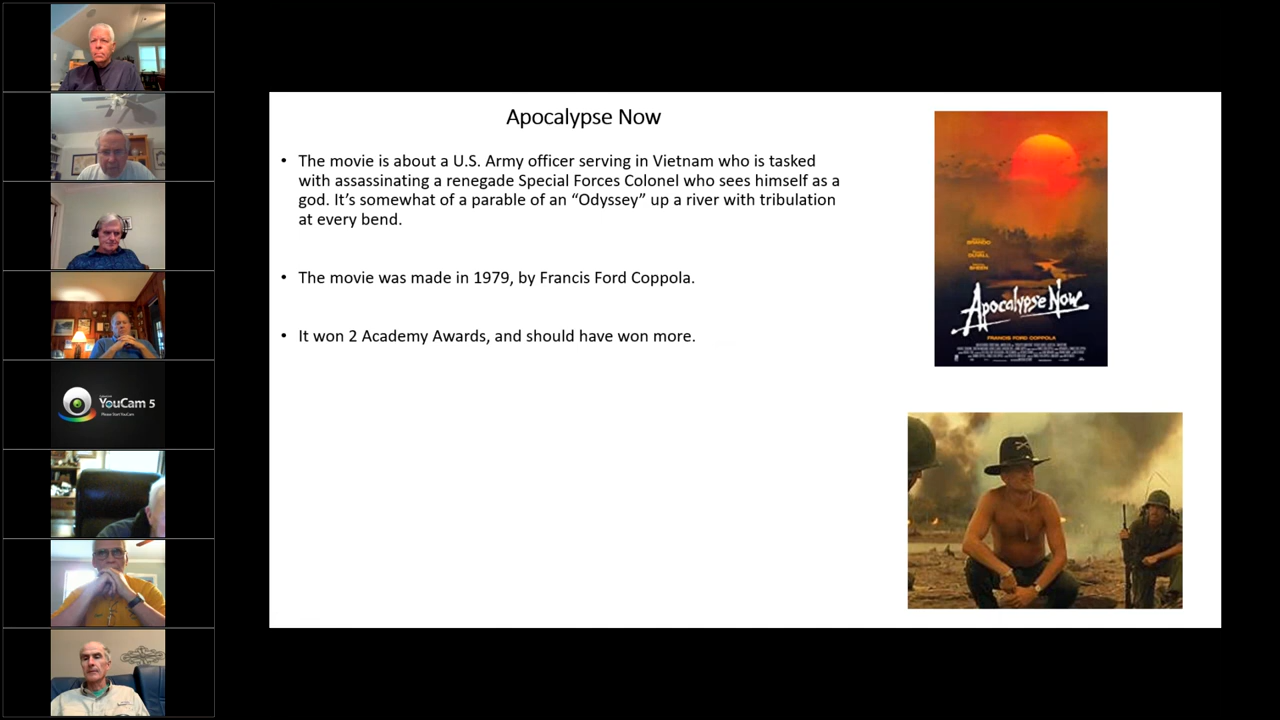 Apocalypse Now
• The movie is about a U.S. Army officer serving in Vietnam who is tasked
with assassinating a renegade Special Forces Colonel who sees himself as a
god. It’s somewhat of a parable of an “Odyssey” up a river with tribulation
at every bend.
• The movie was made in 1979, by Francis Ford Coppola.
• It won 2 Academy Awards, and should have won more.
BRANDO
DUVALL
SHEEN
Apocalypse Now
FRANCIS FORD COPPOLA
YouCam 5
Please Start YouCam